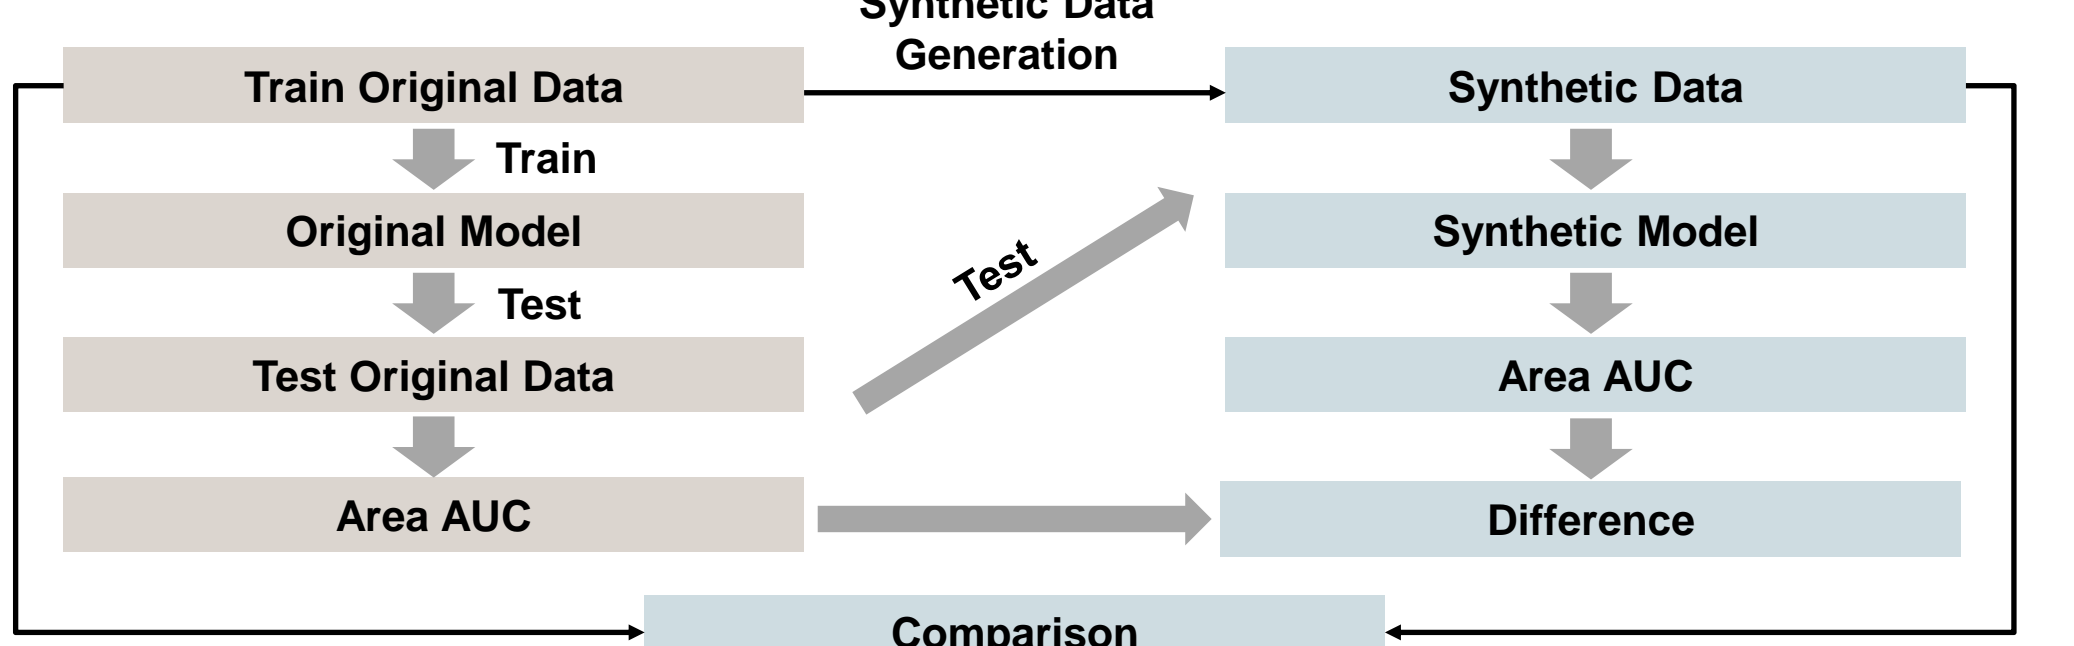 Synthetic Data
Generation
Train Original Data
Synthetic Data
Train
Original Model
Synthetic Model
Test
Test
Test Original Data
Area AUC
Area AUC
Difference
Comparison